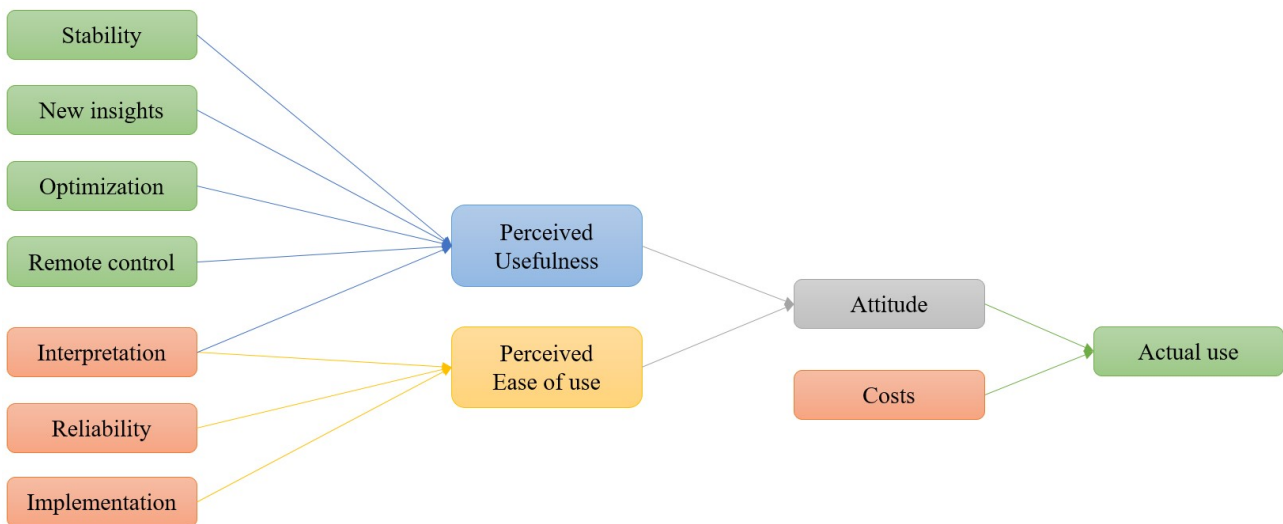 Stability
New insights
Optimization
Remote control
Interpretation
Reliability
Implementation
Perceived
Usefulness
Perceived
Ease of use
Attitude
Costs
Actual use